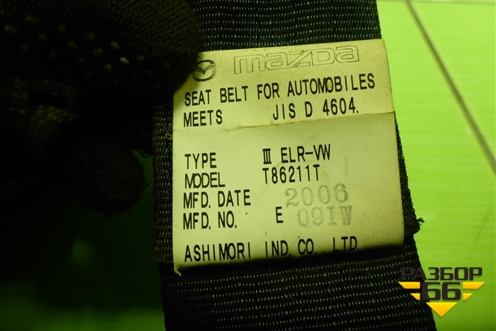 mazda
SEAT BELT FOR AUTOMOBILES
MEETS JIS D 4604.
TYPE III ELR-VW
MODEL T86211T
MFD. DATE 2006
MFD. NO. E 09IW
ASHIMORI IND. CO. LTD.
РАЗБОР
66